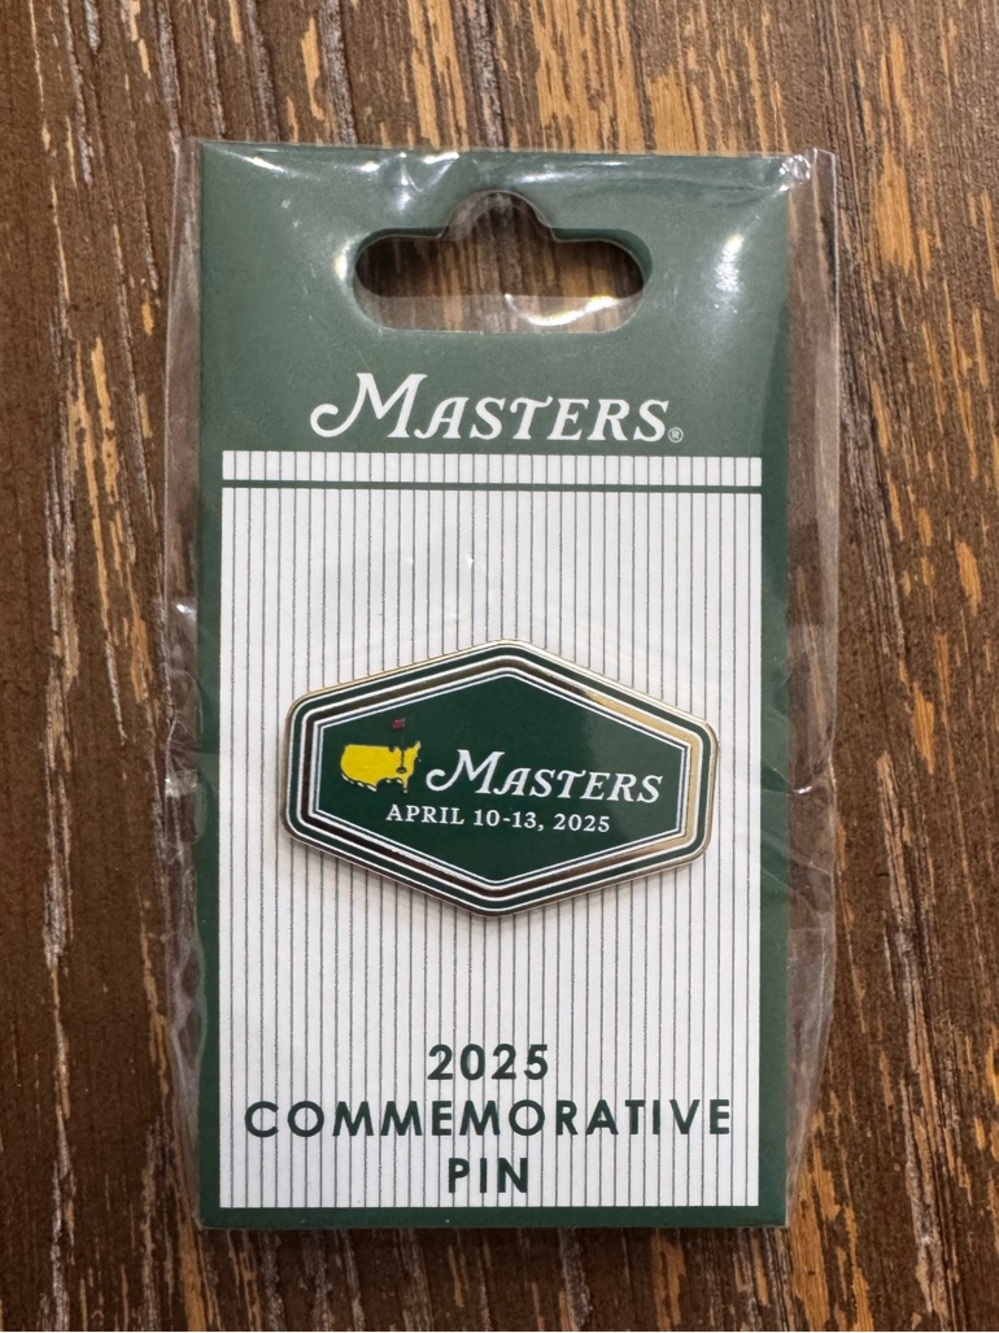 MASTERS®
MASTERS
APRIL 10-13, 2025
2025
COMMEMORATIVE
PIN